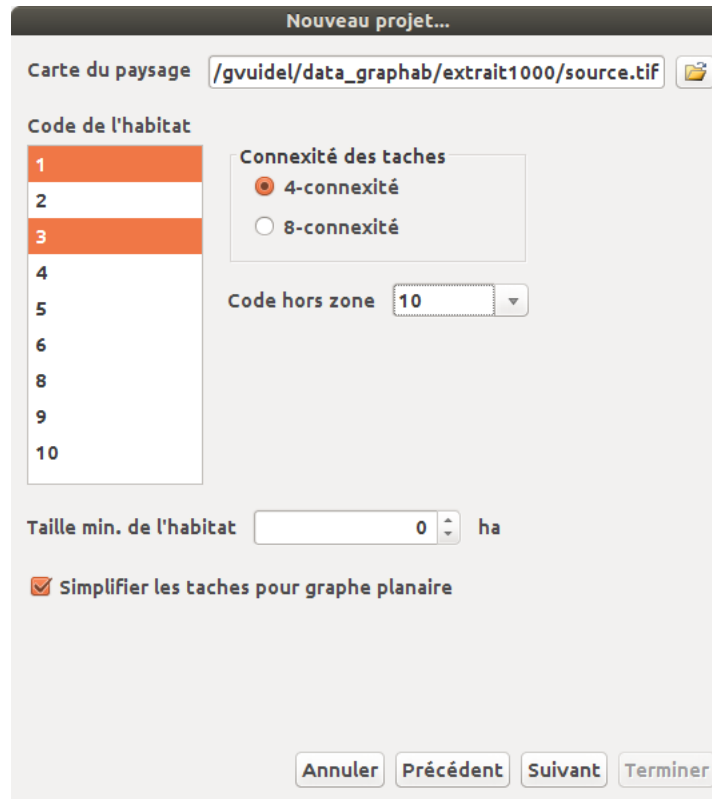 Nouveau projet...
Carte du paysage /gvuidel/data_graphab/extrait1000/source.tif
Code de l'habitat
1
2
3
4
5
6
8
9
10
Connexité des taches
4-connexité
8-connexité
Code hors zone 10
Taille min. de l'habitat 0 ha
Simplifier les taches pour graphe planaire
Annuler Précédent Suivant Terminer